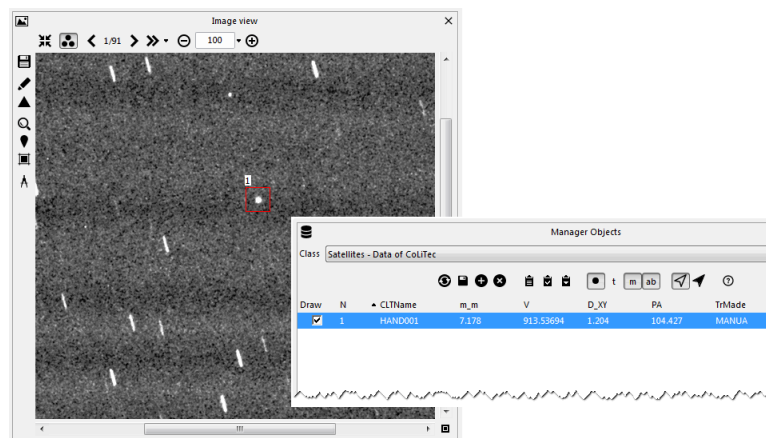 Image view
1/91 100
1
Manager Objects
Class Satellites - Data of CoLiTec
t m ab
Draw N CLTName m_m V D_XY PA TrMade
1 HAND001 7.178 913.53694 1.204 104.427 MANUA